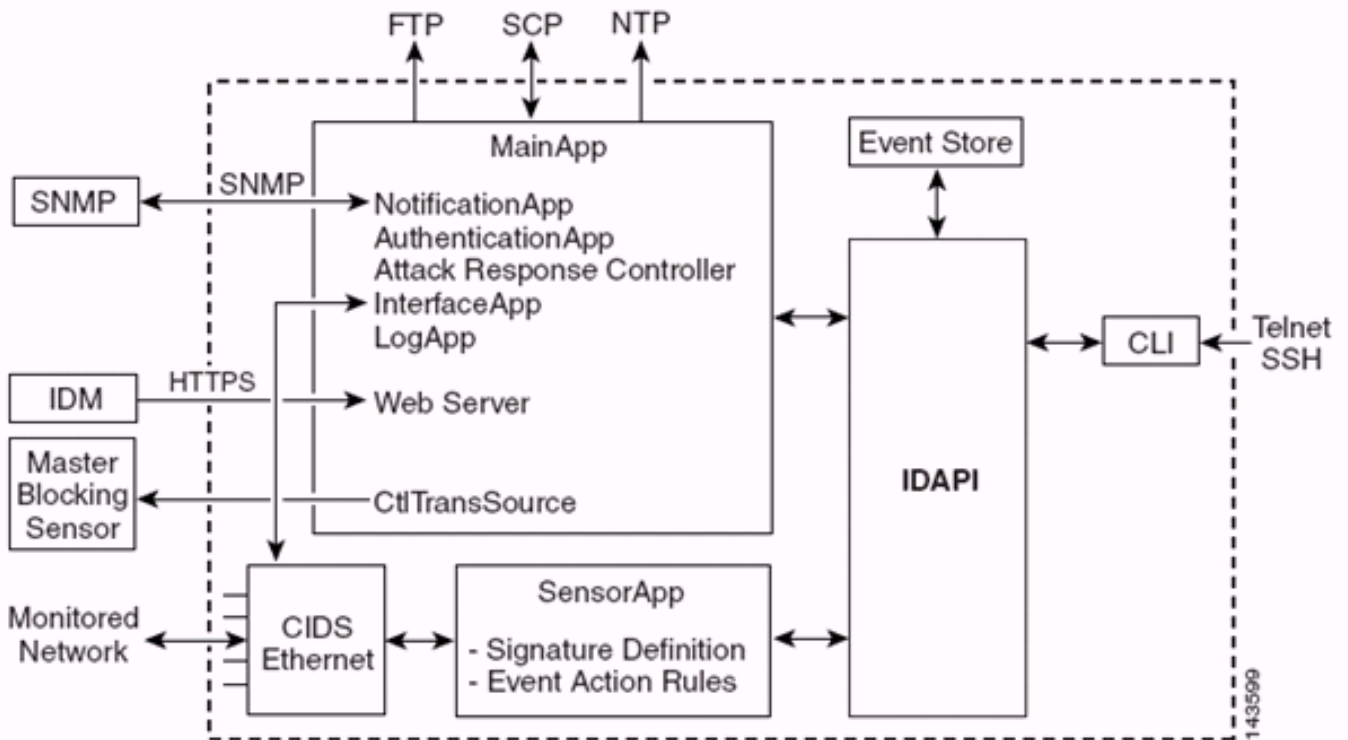 FTP
SCP
NTP
MainApp
Event Store
SNMP
SNMP
NotificationApp
AuthenticationApp
Attack Response Controller
InterfaceApp
LogApp
Telnet
SSH
CLI
HTTPS
IDM
Web Server
Master
Blocking
Sensor
CtlTransSource
IDAPI
Monitored
Network
CIDS
Ethernet
SensorApp
- Signature Definition
- Event Action Rules
143599